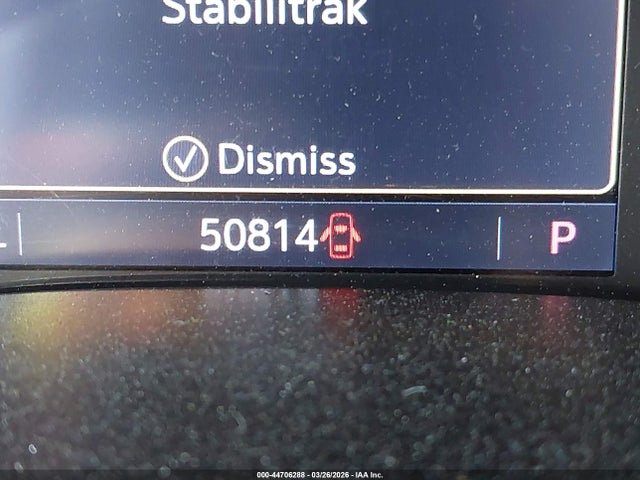 Stabilitrak
Dismiss
50814
P
000-44706288 - 03/26/2026 - IAA Inc.